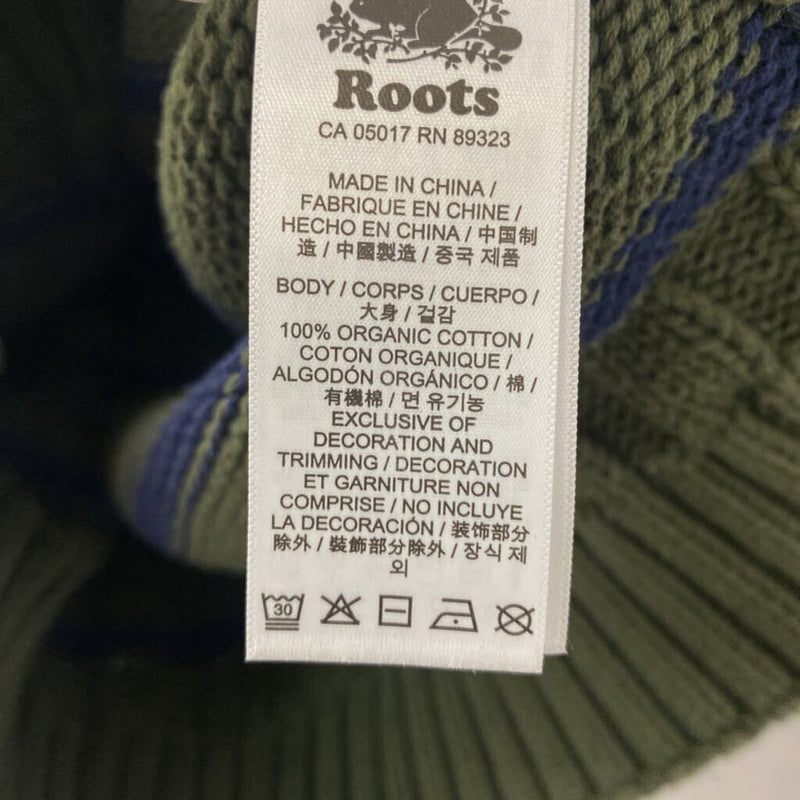 Roots
CA 05017 RN 89323
MADE IN CHINA /
FABRIQUE EN CHINE /
HECHO EN CHINA / 中国制
造 / 中國製造 / 중국 제품
BODY / CORPS / CUERPO /
大身 / 겉감
100% ORGANIC COTTON /
COTON ORGANIQUE /
ALGODÓN ORGÁNICO / 棉 /
有機棉 / 면 유기농
EXCLUSIVE OF
DECORATION AND
TRIMMING / DECORATION
ET GARNITURE NON
COMPRISE / NO INCLUYE
LA DECORACIÓN / 装饰部分
除外 / 裝飾部分除外 / 장식 제
외
30